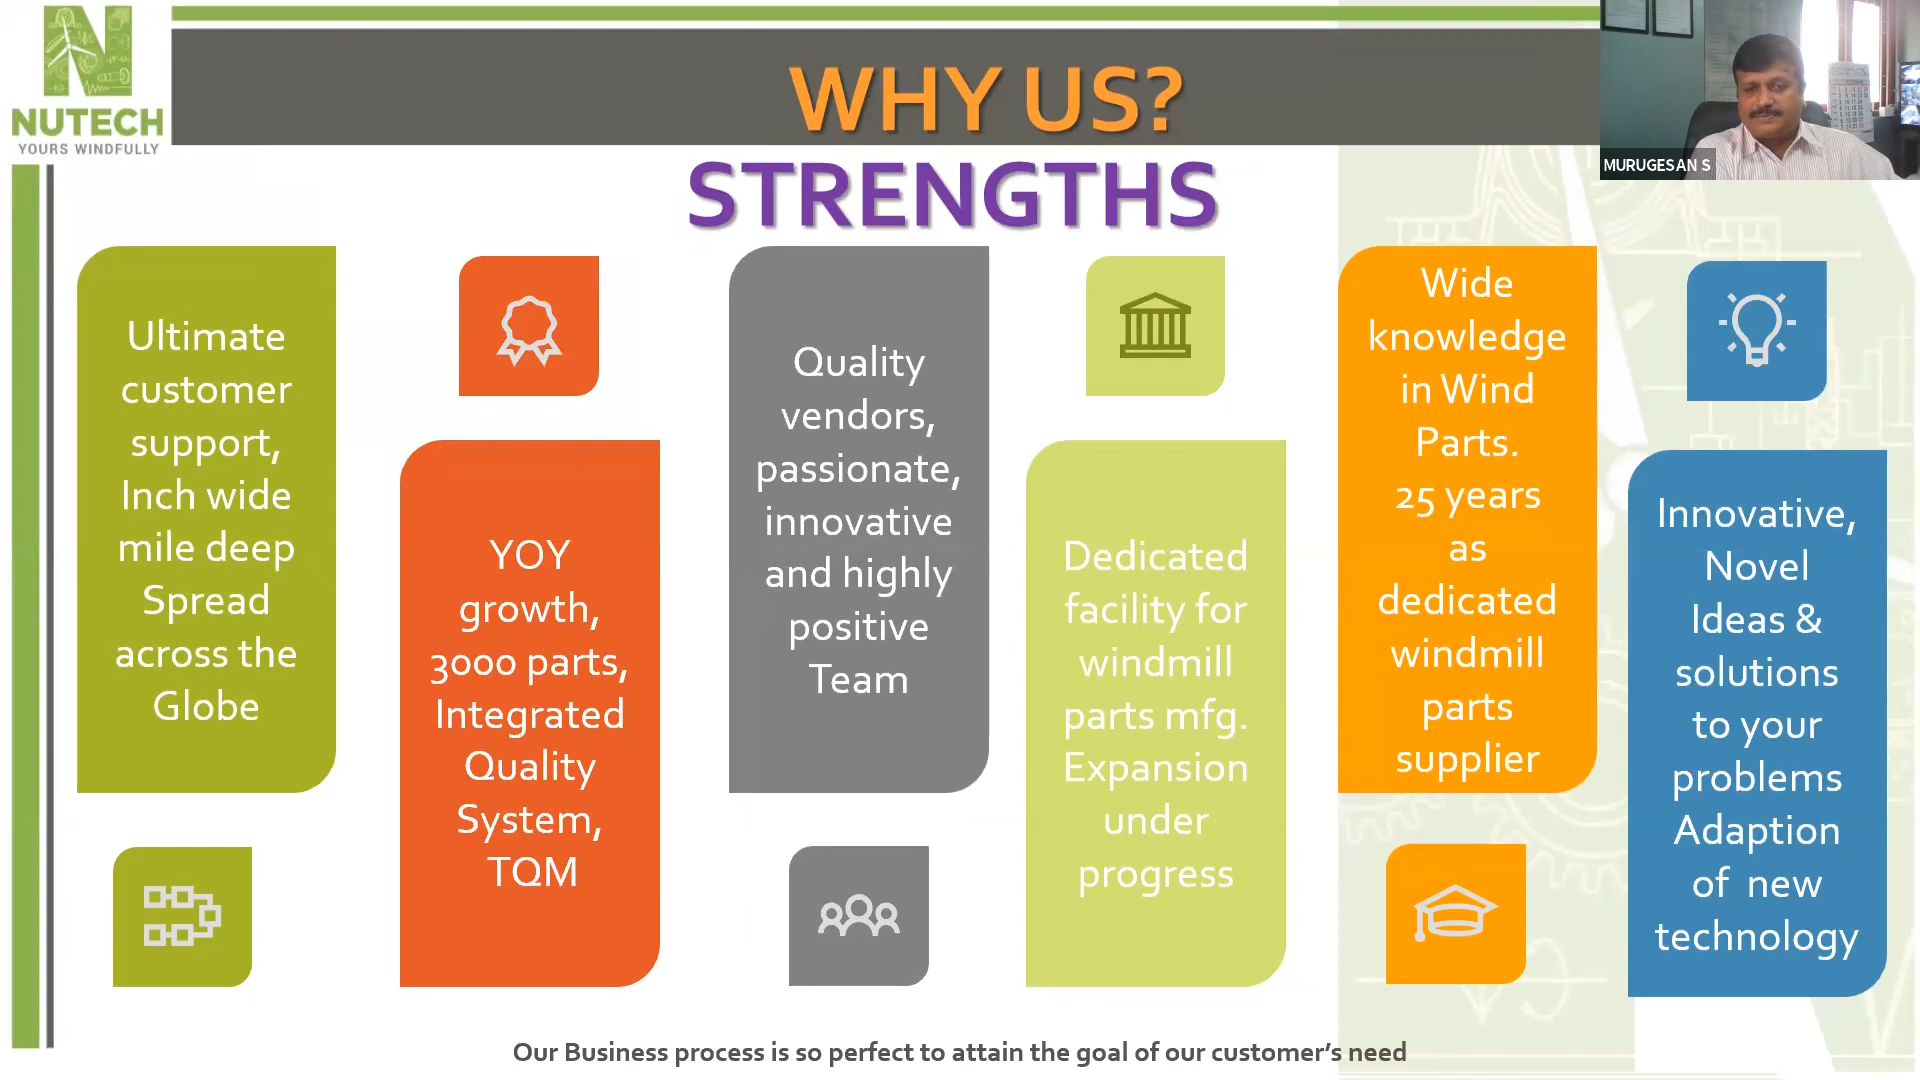 NUTECH
YOURS WINDFULLY
WHY US?
STRENGTHS
MURUGESAN S
Ultimate
customer
support,
Inch wide
mile deep
Spread
across the
Globe
YOY
growth,
3000 parts,
Integrated
Quality
System,
TQM
Quality
vendors,
passionate,
innovative
and highly
positive
Team
Dedicated
facility for
windmill
parts mfg.
Expansion
under
progress
Wide
knowledge
in Wind
Parts.
25 years
as
dedicated
windmill
parts
supplier
Innovative,
Novel
Ideas &
solutions
to your
problems
Adaption
of new
technology
Our Business process is so perfect to attain the goal of our customer's need